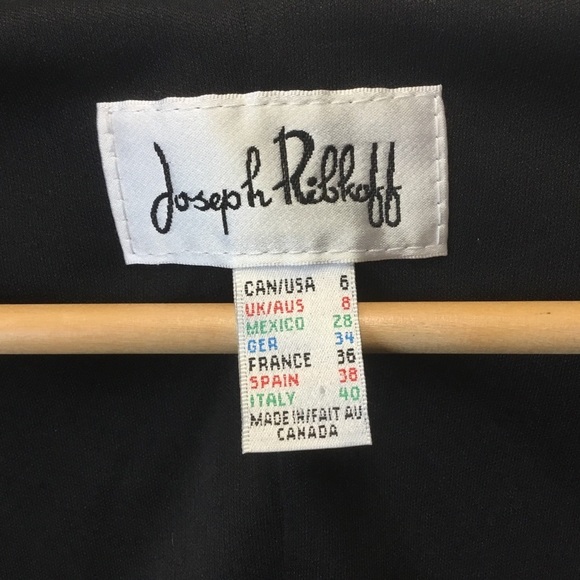 Joseph Ribkoff
CAN/USA 6
UK/AUS 8
MEXICO 28
GER 34
FRANCE 36
SPAIN 38
ITALY 40
MADE IN/FAIT AU
CANADA